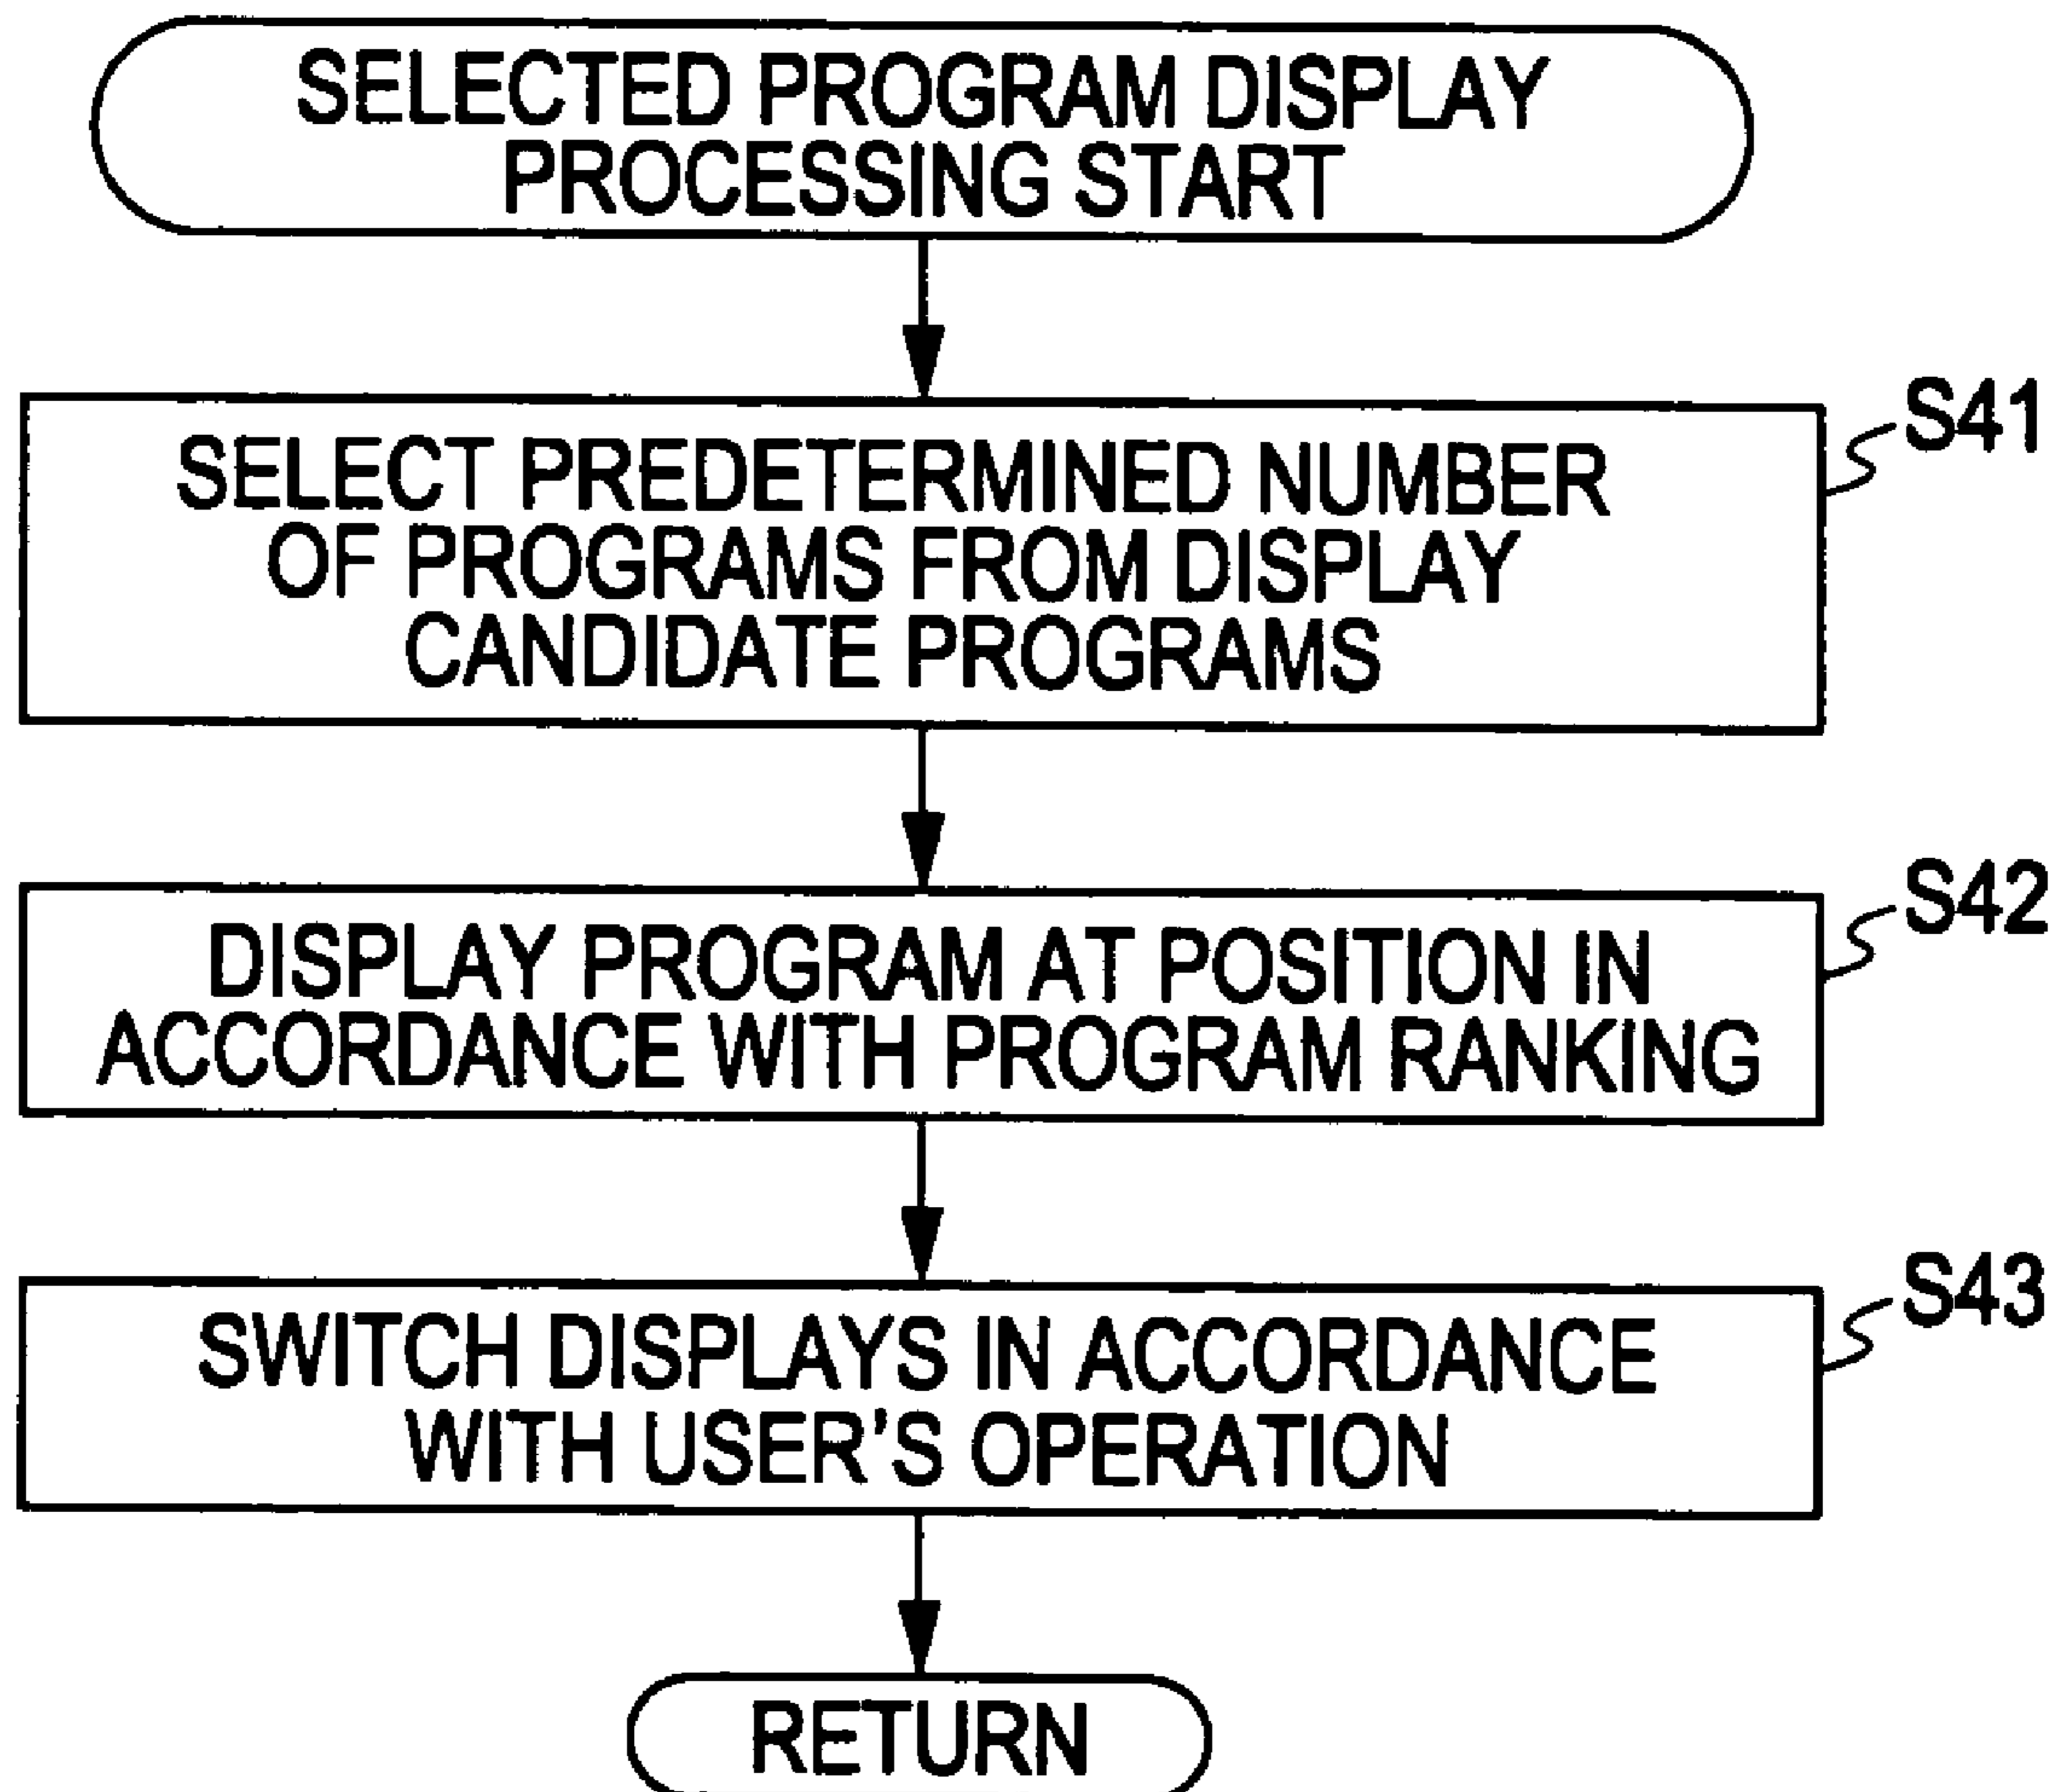 SELECTED PROGRAM DISPLAY
PROCESSING START
S41
SELECT PREDETERMINED NUMBER
OF PROGRAMS FROM DISPLAY
CANDIDATE PROGRAMS
S42
DISPLAY PROGRAM AT POSITION IN
ACCORDANCE WITH PROGRAM RANKING
S43
SWITCH DISPLAYS IN ACCORDANCE
WITH USER'S OPERATION
RETURN